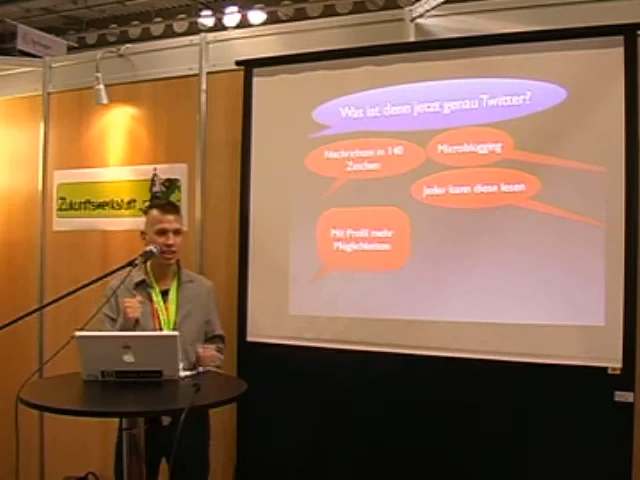 Was ist denn jetzt genau Twitter?
Nachrichten in 140
Zeichen
Microblogging
Jeder kann diese lesen
Mit Profil mehr
Möglichkeiten
Zukunftswerkstatt